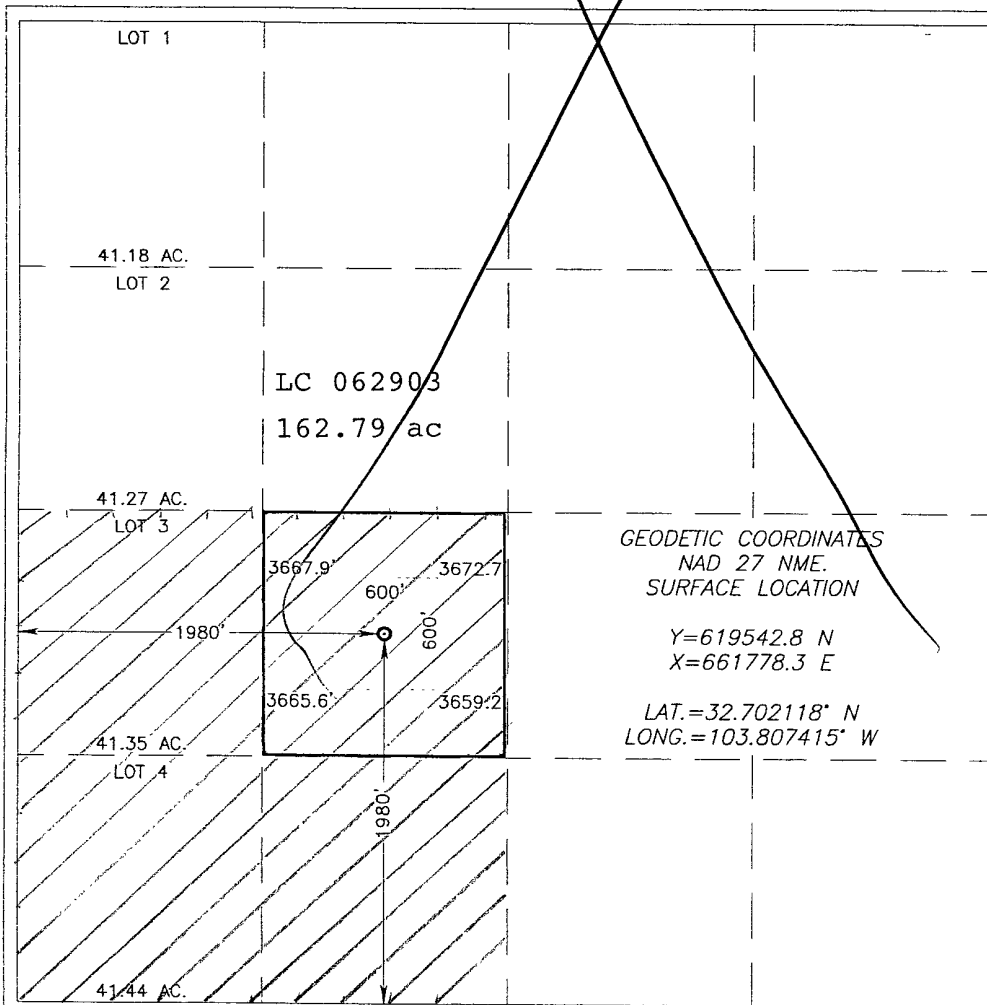 LOT 1
41.18 AC.
LOT 2
LC 062903
162.79 ac
41.27 AC.
LOT 3
3667.9'
3672.7'
600'
600'
1980'
3665.6'
3659.2'
41.35 AC.
LOT 4
1980'
41.44 AC.
GEODETIC COORDINATES
NAD 27 NME.
SURFACE LOCATION
Y=619542.8 N
X=661778.3 E
LAT.=32.702118° N
LONG.=103.807415° W